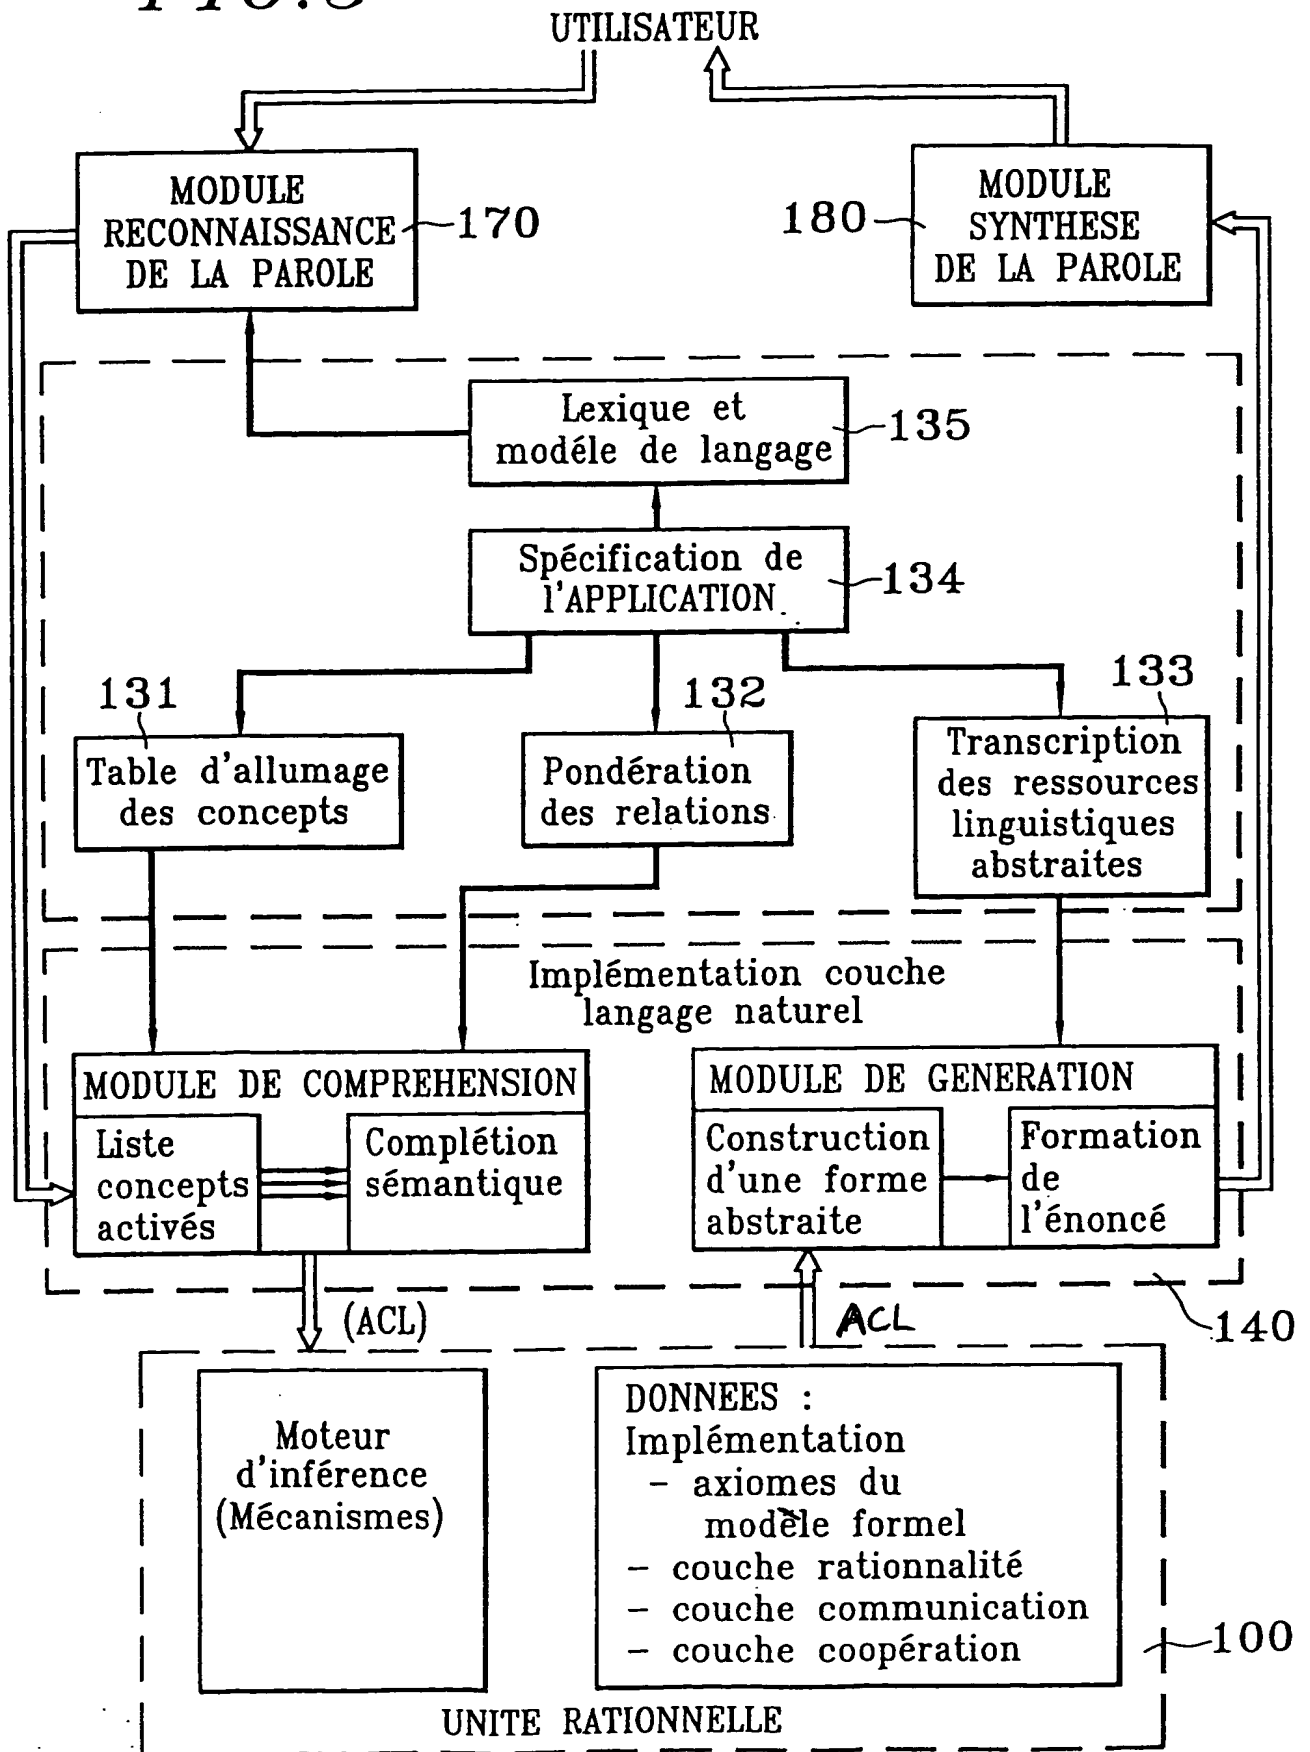 UTILISATEUR
MODULE
RECONNAISSANCE
DE LA PAROLE
170
180
MODULE
SYNTHESE
DE LA PAROLE
Lexique et
modéle de langage
135
Spécification de
l'APPLICATION
134
131
132
133
Table d'allumage
des concepts
Pondération
des relations
Transcription
des ressources
linguistiques
abstraites
Implémentation couche
langage naturel
MODULE DE COMPREHENSION
Liste
concepts
activés
Complétion
sémantique
MODULE DE GENERATION
Construction
d'une forme
abstraite
Formation
de
l'énoncé
140
(ACL)
ACL
Moteur
d'inférence
(Mécanismes)
DONNEES :
Implémentation
- axiomes du
modèle formel
- couche rationnalité
- couche communication
- couche coopération
100
UNITE RATIONNELLE